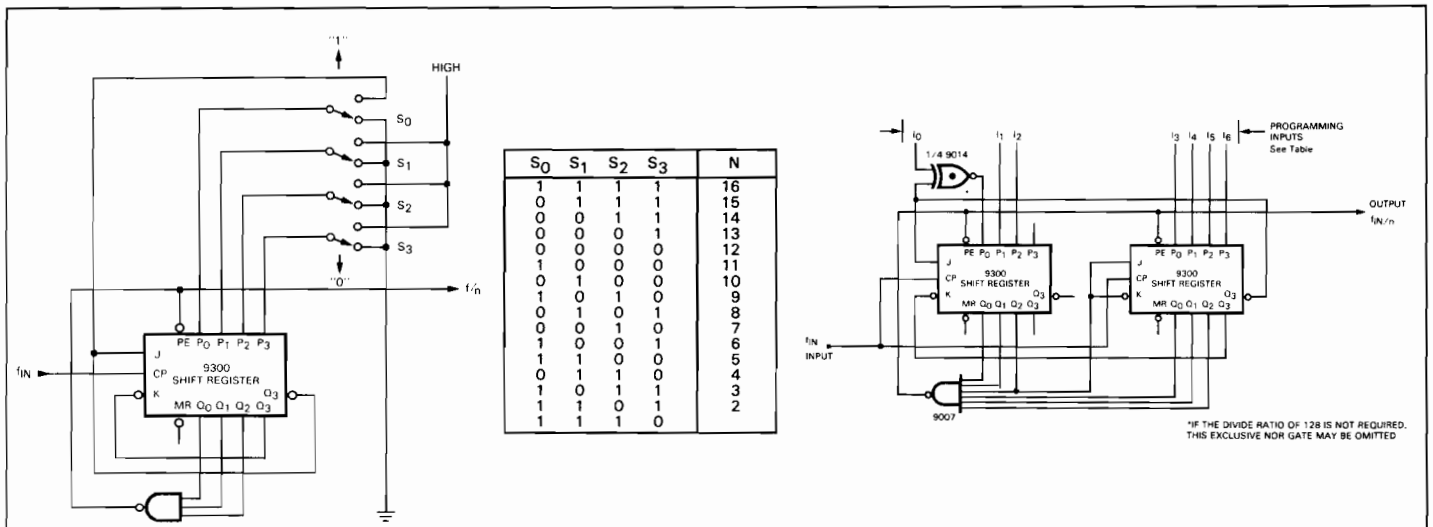 "1"
HIGH
S0
S1
S2
S3
"0"
f/n
PE P0 P1 P2 P3
J
CP
K
9300
SHIFT REGISTER
MR Q0 Q1 Q2 Q3
Q3
fIN
S0 S1 S2 S3 N
1 1 1 1 16
0 1 1 1 15
0 0 1 1 14
0 0 0 1 13
0 0 0 0 12
1 0 0 0 11
0 1 0 0 10
1 0 1 0 9
0 1 0 1 8
0 0 1 0 7
1 0 0 1 6
1 1 0 0 5
0 1 1 0 4
1 0 1 1 3
1 1 0 1 2
1 1 1 0
I0 I1 I2 I3 I4 I5 I6
PROGRAMMING
INPUTS
See Table
1/4 9014
*
OUTPUT
fIN/n
PE P0 P1 P2 P3
J
CP
K
9300
SHIFT REGISTER
MR Q0 Q1 Q2 Q3
Q3
PE P0 P1 P2 P3
J
CP
K
9300
SHIFT REGISTER
MR Q0 Q1 Q2 Q3
Q3
fIN
INPUT
9007
*IF THE DIVIDE RATIO OF 128 IS NOT REQUIRED.
THIS EXCLUSIVE NOR GATE MAY BE OMITTED